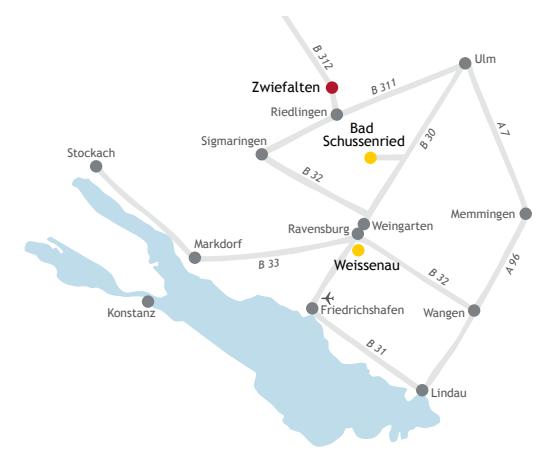 B 312
Ulm
Zwiefalten
B 311
Riedlingen
A 7
Bad
Schussenried
B 30
Sigmaringen
Stockach
B 32
Memmingen
Ravensburg
Weingarten
Markdorf
B 33
Weissenau
B 32
A 96
Konstanz
Friedrichshafen
Wangen
B 31
Lindau